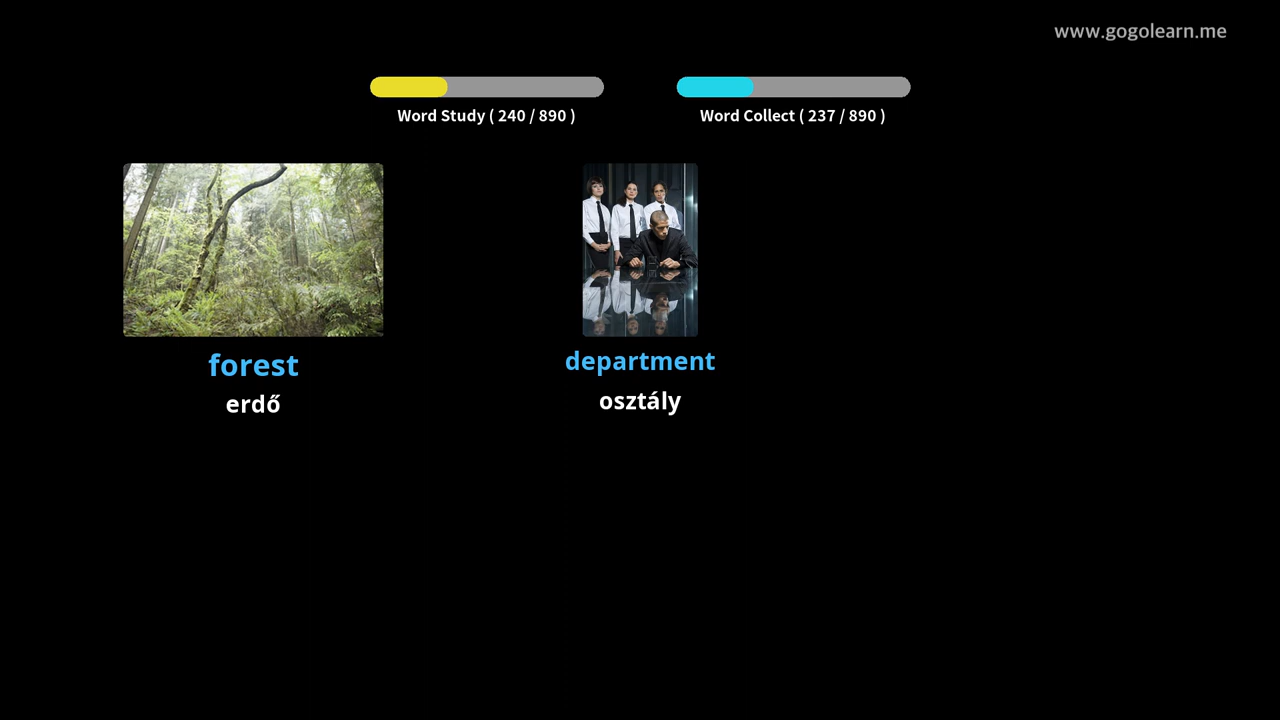 www.gogolearn.me
Word Study ( 240 / 890 )
Word Collect ( 237 / 890 )
forest
erdő
department
osztály